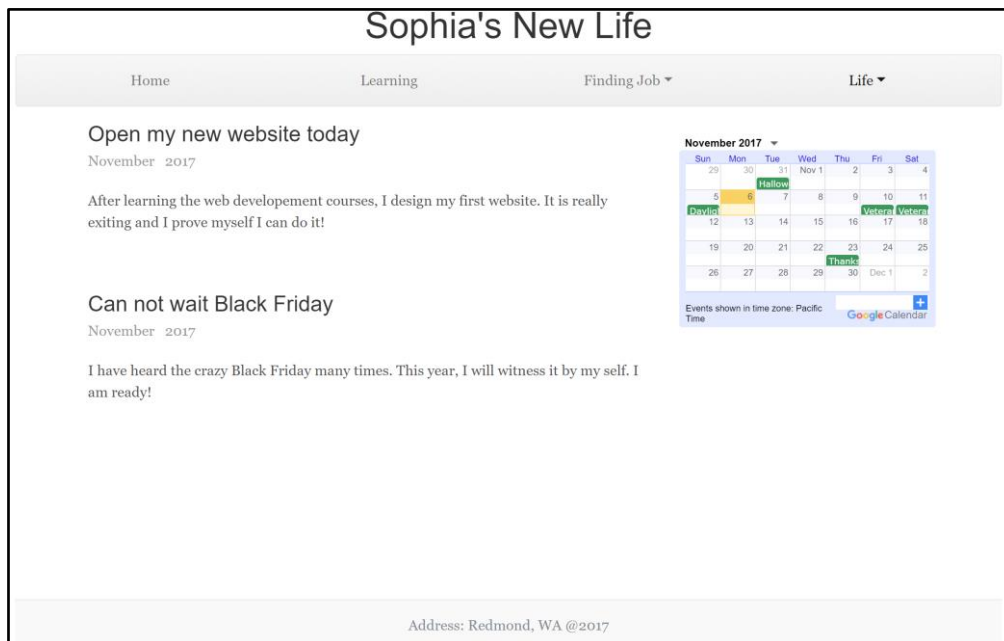 Sophia's New Life
Home Learning Finding Job Life
Open my new website today
November 2017
After learning the web developement courses, I design my first website. It is really
exiting and I prove myself I can do it!
Can not wait Black Friday
November 2017
I have heard the crazy Black Friday many times. This year, I will witness it by my self. I
am ready!
November 2017
Sun Mon Tue Wed Thu Fri Sat
29 30 31 Nov 1 2 3 4
Hallow
5 6 7 8 9 10 11
Daylig Vetera Vetera
12 13 14 15 16 17 18
19 20 21 22 23 24 25
Thanks
26 27 28 29 30 Dec 1 2
Events shown in time zone: Pacific
Time
Google Calendar
Address: Redmond, WA @2017